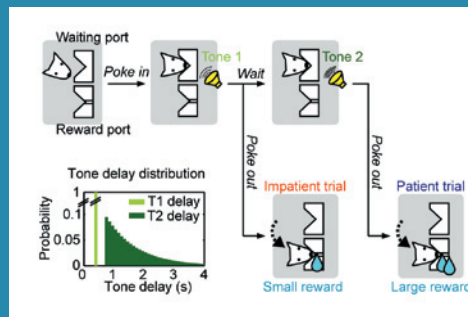 Waiting port
Tone 1
Tone 2
Poke in
Wait
Reward port
Poke out
Poke out
Tone delay distribution
Impatient trial
Patient trial
Probability
1
0.1
0.05
0
T1 delay
T2 delay
0 1 2 3 4
Tone delay (s)
Small reward
Large reward